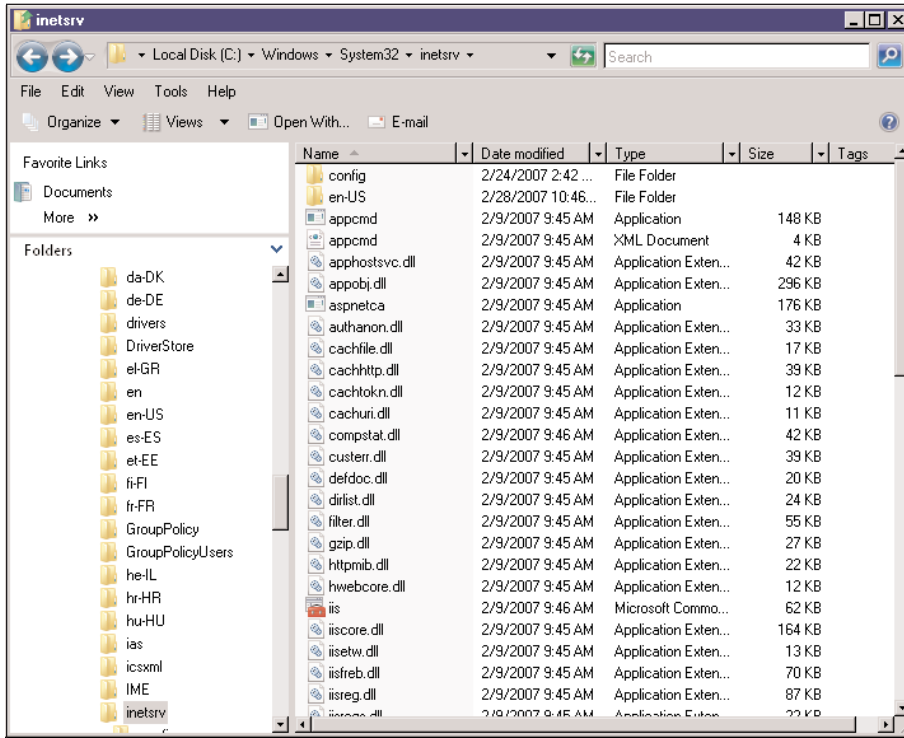 inetsrv
Local Disk (C:) Windows System32 inetsrv
Search
File Edit View Tools Help
Organize Views Open With... E-mail
Favorite Links
Documents
More »
Folders
da-DK
de-DE
drivers
DriverStore
el-GR
en
en-US
es-ES
et-EE
fi-FI
fr-FR
GroupPolicy
GroupPolicyUsers
he-IL
hr-HR
hu-HU
ias
icsxml
IME
inetsrv
Name Date modified Type Size Tags
config 2/24/2007 2:42 ... File Folder
en-US 2/28/2007 10:46... File Folder
appcmd 2/9/2007 9:45 AM Application 148 KB
appcmd 2/9/2007 9:45 AM XML Document 4 KB
apphostsvc.dll 2/9/2007 9:45 AM Application Exten... 42 KB
appobj.dll 2/9/2007 9:45 AM Application Exten... 296 KB
aspnetca 2/9/2007 9:45 AM Application 176 KB
authanon.dll 2/9/2007 9:45 AM Application Exten... 33 KB
cachfile.dll 2/9/2007 9:45 AM Application Exten... 17 KB
cachhttp.dll 2/9/2007 9:45 AM Application Exten... 39 KB
cachtokn.dll 2/9/2007 9:45 AM Application Exten... 12 KB
cachuri.dll 2/9/2007 9:45 AM Application Exten... 11 KB
compstat.dll 2/9/2007 9:46 AM Application Exten... 42 KB
custerr.dll 2/9/2007 9:45 AM Application Exten... 39 KB
defdoc.dll 2/9/2007 9:45 AM Application Exten... 20 KB
dirlist.dll 2/9/2007 9:45 AM Application Exten... 24 KB
filter.dll 2/9/2007 9:45 AM Application Exten... 55 KB
gzip.dll 2/9/2007 9:45 AM Application Exten... 27 KB
httpmib.dll 2/9/2007 9:45 AM Application Exten... 22 KB
hwebcore.dll 2/9/2007 9:45 AM Application Exten... 12 KB
iis 2/9/2007 9:46 AM Microsoft Commo... 62 KB
iiscore.dll 2/9/2007 9:45 AM Application Exten... 164 KB
iisetw.dll 2/9/2007 9:45 AM Application Exten... 13 KB
iisfreb.dll 2/9/2007 9:45 AM Application Exten... 70 KB
iisreg.dll 2/9/2007 9:45 AM Application Exten... 87 KB
2/9/2007 9:45 AM Application Exten... 22 KB